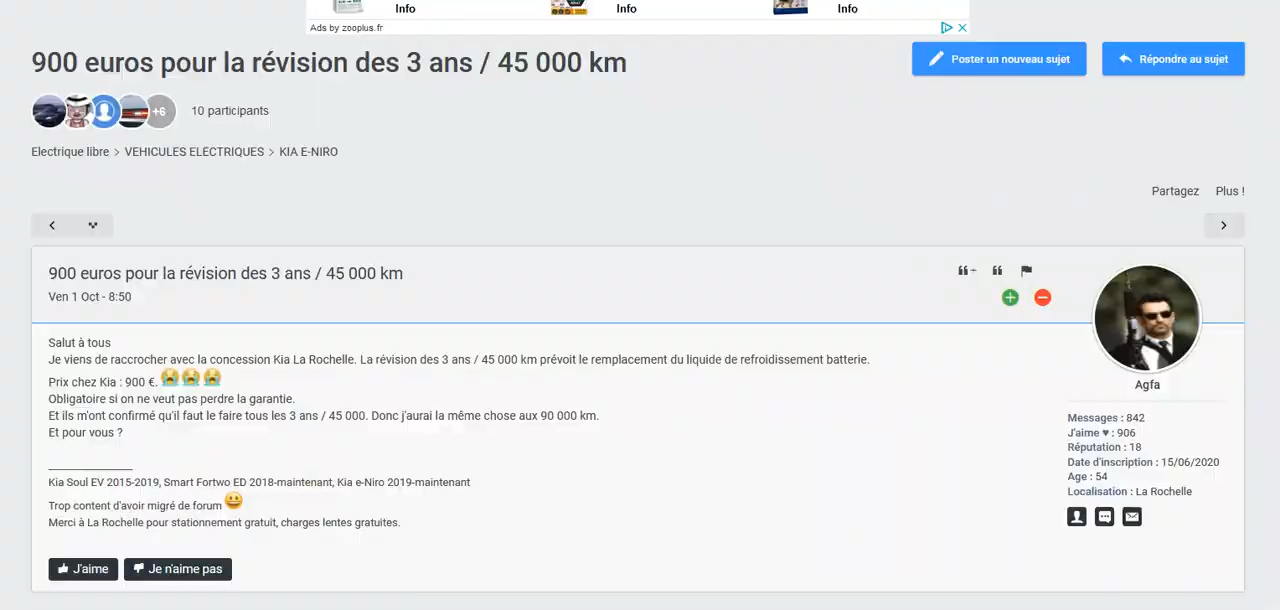 Info
Info
Info
Ads by zooplus.fr
900 euros pour la révision des 3 ans / 45 000 km
Poster un nouveau sujet
Répondre au sujet
+6
10 participants
Electrique libre > VEHICULES ELECTRIQUES > KIA E-NIRO
Partagez Plus !
900 euros pour la révision des 3 ans / 45 000 km
Ven 1 Oct - 8:50
Salut à tous
Je viens de raccrocher avec la concession Kia La Rochelle. La révision des 3 ans / 45 000 km prévoit le remplacement du liquide de refroidissement batterie.
Prix chez Kia : 900 €. 😭😭😭
Obligatoire si on ne veut pas perdre la garantie.
Et ils m'ont confirmé qu'il faut le faire tous les 3 ans / 45 000. Donc j'aurai la même chose aux 90 000 km.
Et pour vous ?
Kia Soul EV 2015-2019, Smart Fortwo ED 2018-maintenant, Kia e-Niro 2019-maintenant
Trop content d'avoir migré de forum 😀
Merci à La Rochelle pour stationnement gratuit, charges lentes gratuites.
J'aime
Je n'aime pas
Agfa
Messages : 842
J'aime ♥ : 906
Réputation : 18
Date d'inscription : 15/06/2020
Age : 54
Localisation : La Rochelle